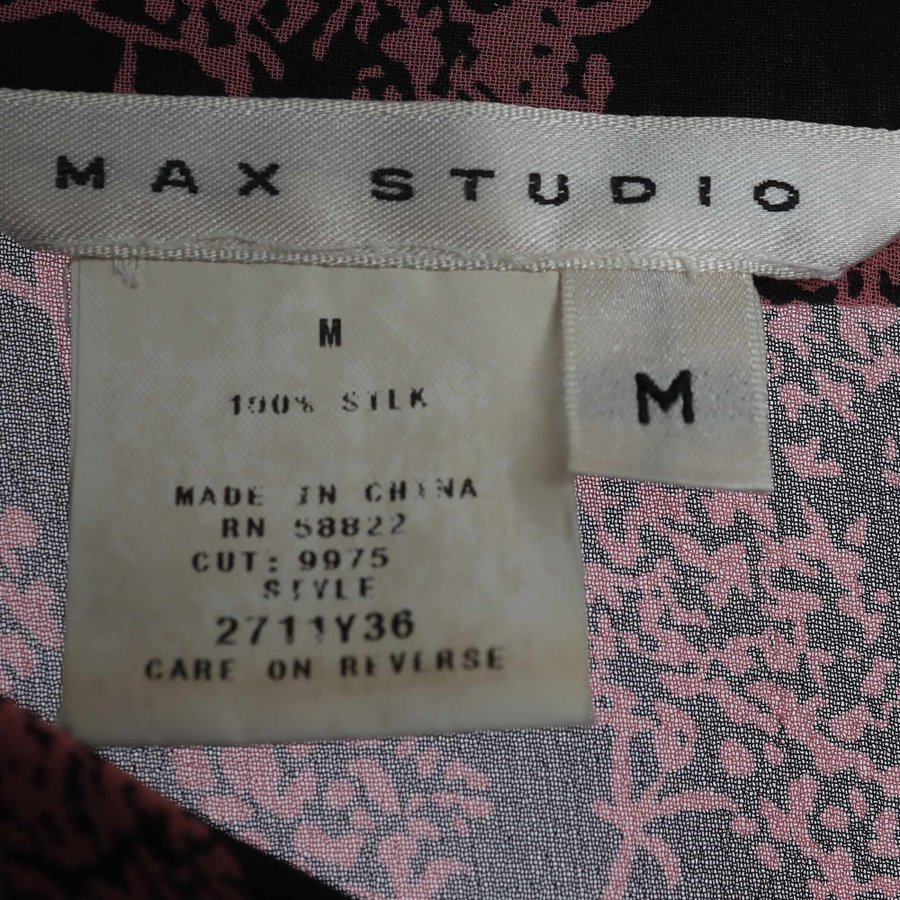 MAX STUDIO
M
M
100% SILK
MADE IN CHINA
RN 58822
CUT: 9975
STYLE
2711Y36
CARE ON REVERSE